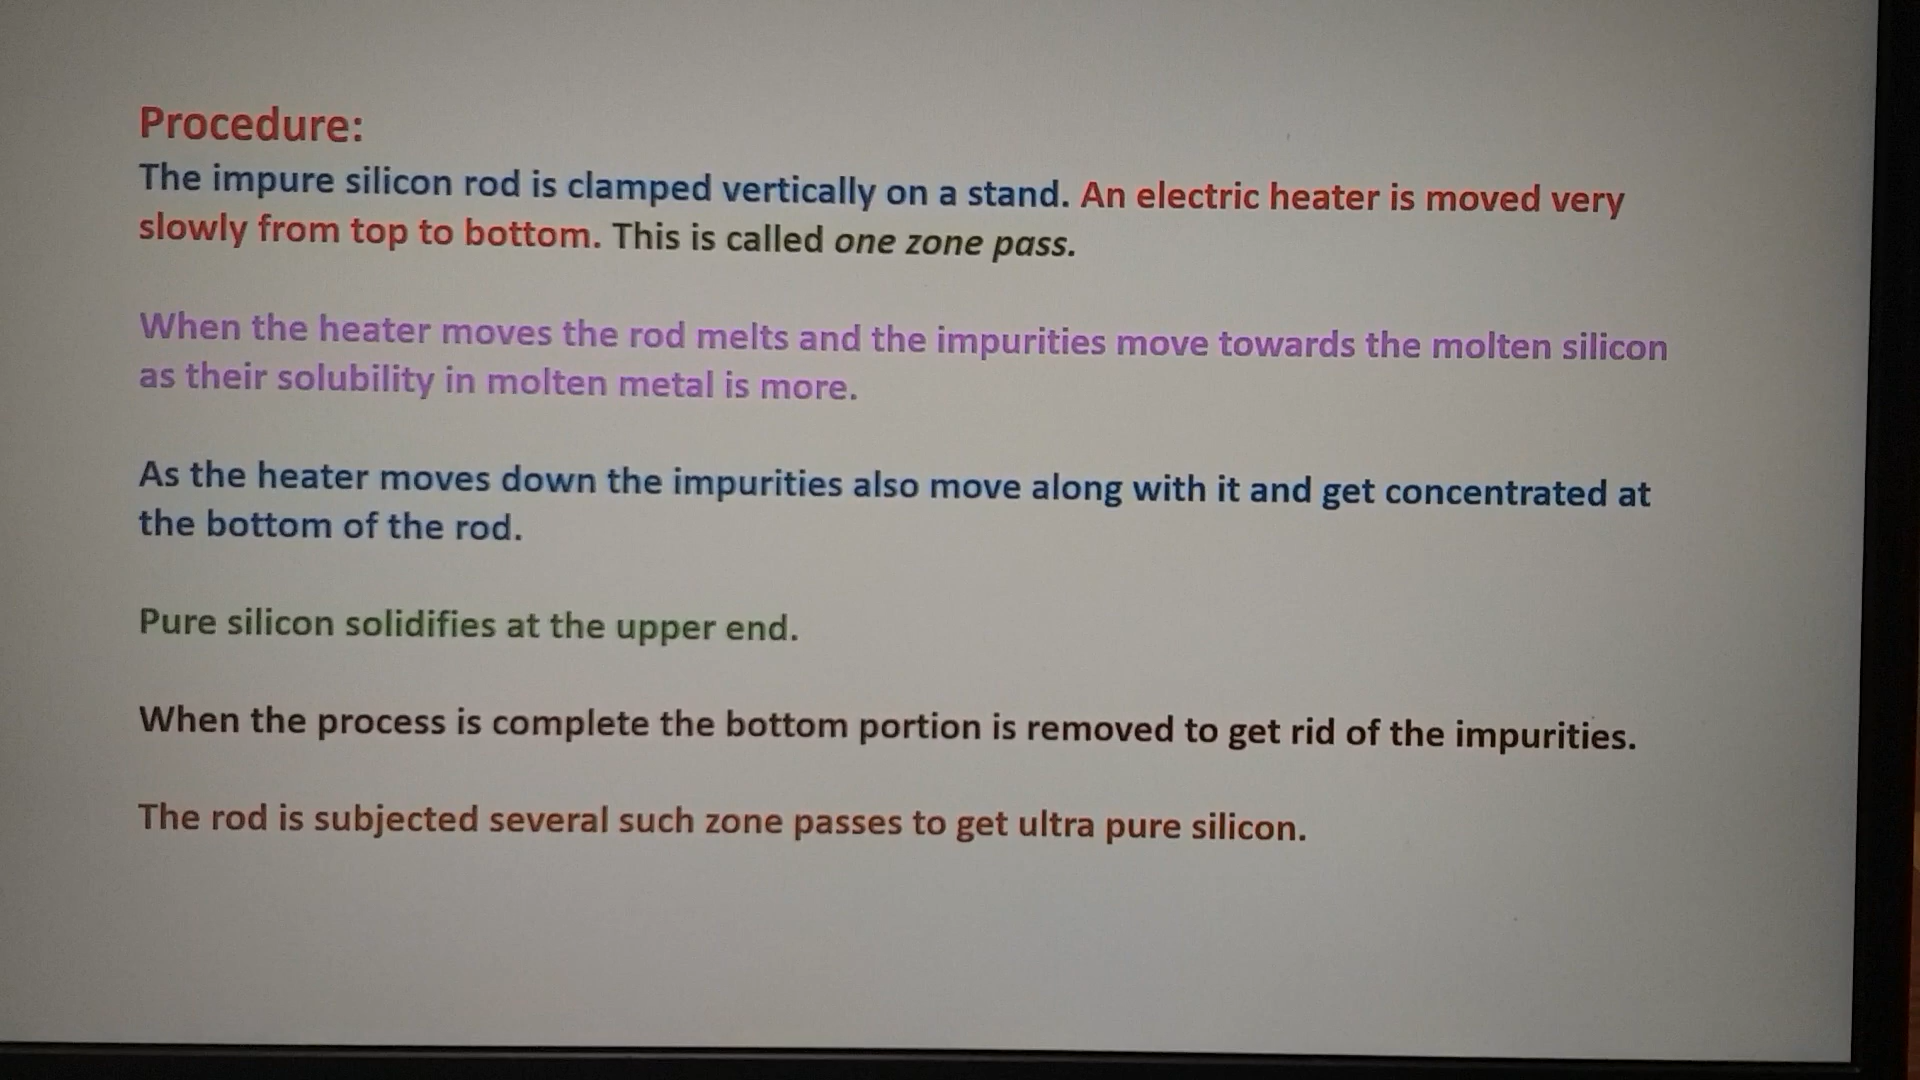 Procedure:
The impure silicon rod is clamped vertically on a stand. An electric heater is moved very
slowly from top to bottom. This is called one zone pass.
When the heater moves the rod melts and the impurities move towards the molten silicon
as their solubility in molten metal is more.
As the heater moves down the impurities also move along with it and get concentrated at
the bottom of the rod.
Pure silicon solidifies at the upper end.
When the process is complete the bottom portion is removed to get rid of the impurities.
The rod is subjected several such zone passes to get ultra pure silicon.